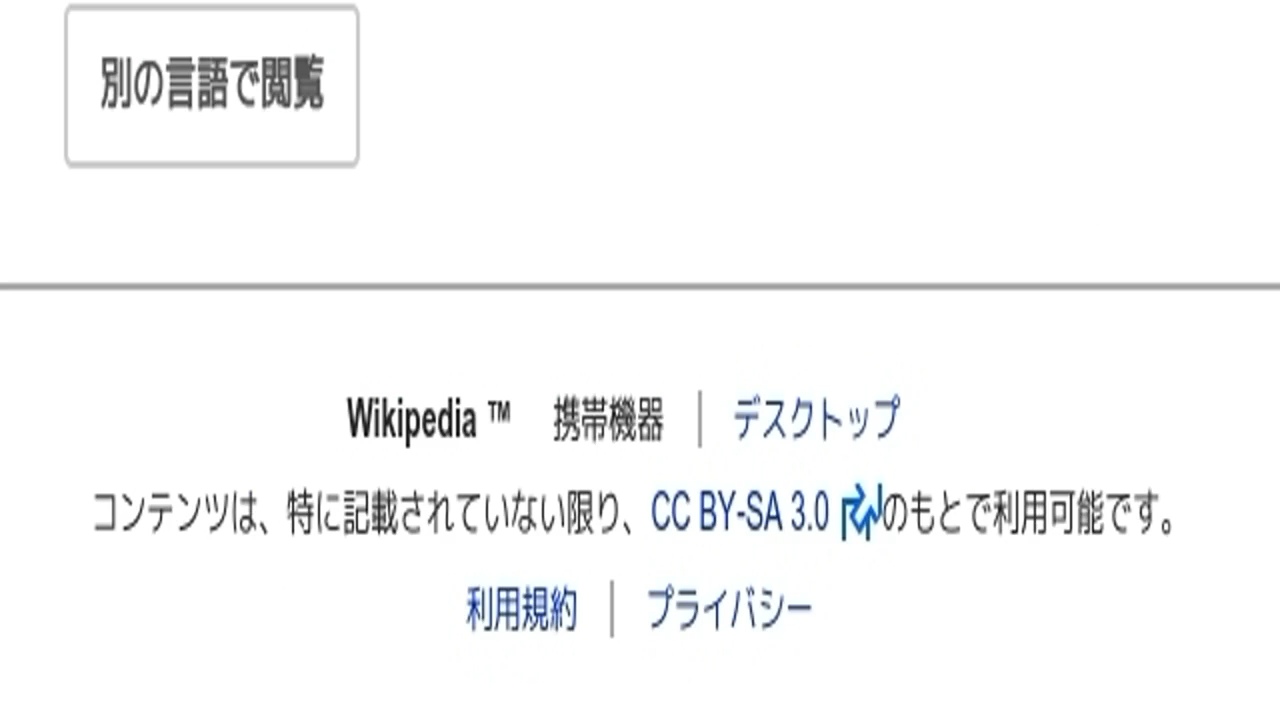 別の言語で閲覧
Wikipedia ™ 携帯機器 | デスクトップ
コンテンツは、特に記載されていない限り、CC BY-SA 3.0 のもとで利用可能です。
利用規約 | プライバシー